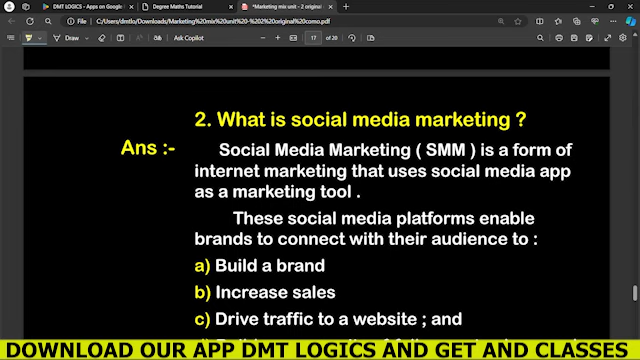 DMT LOGICS - Apps on Google
Degree Maths Tutorial
*Marketing mix unit - 2 original
C:/Users/dmtlo/Downloads/Marketing%20mix%20unit%20-%202%20original%20como.pdf
Draw
Ask Copilot
17 of 20
2. What is social media marketing ?
Ans :- Social Media Marketing ( SMM ) is a form of
internet marketing that uses social media app
as a marketing tool .
These social media platforms enable
brands to connect with their audience to :
a) Build a brand
b) Increase sales
c) Drive traffic to a website ; and
DOWNLOAD OUR APP DMT LOGICS AND GET AND CLASSES